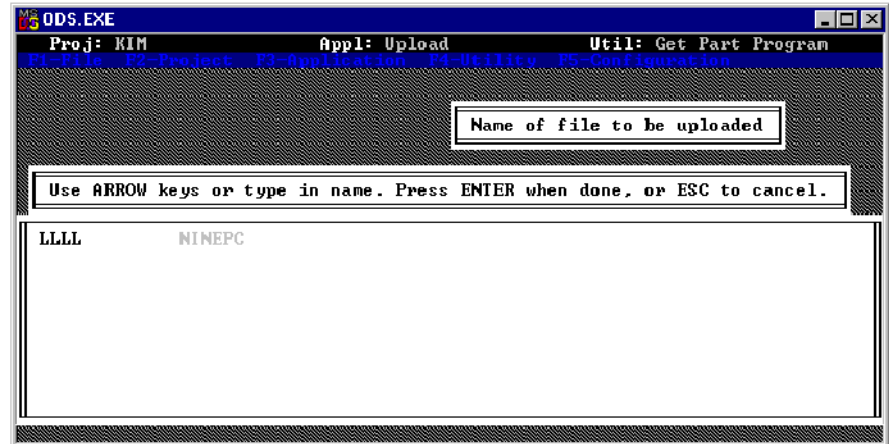 ODS.EXE
Proj: KIM Appl: Upload Util: Get Part Program
F1-File F2-Project F3-Application F4-Utility F5-Configuration
Name of file to be uploaded
Use ARROW keys or type in name. Press ENTER when done, or ESC to cancel.
LLLL NINEPC